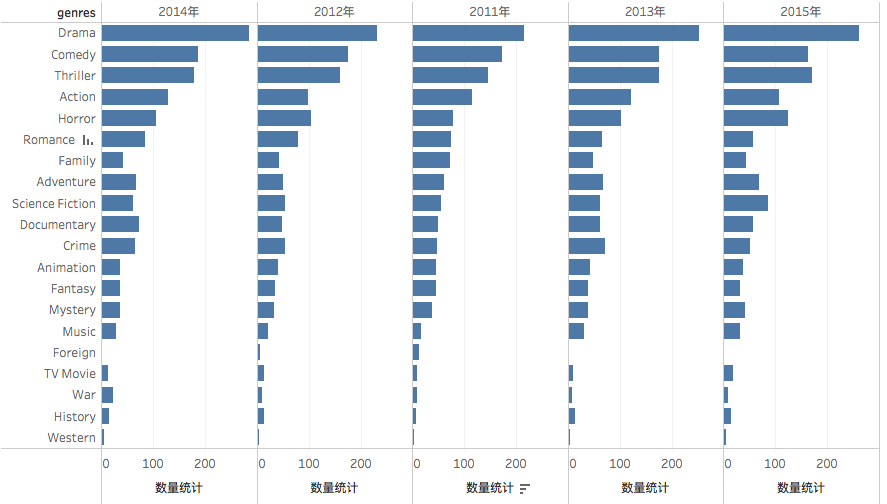 genres 2014年 2012年 2011年 2013年 2015年
Drama
Comedy
Thriller
Action
Horror
Romance
Family
Adventure
Science Fiction
Documentary
Crime
Animation
Fantasy
Mystery
Music
Foreign
TV Movie
War
History
Western
0 100 200 0 100 200 0 100 200 0 100 200 0 100 200
数量统计 数量统计 数量统计 数量统计 数量统计